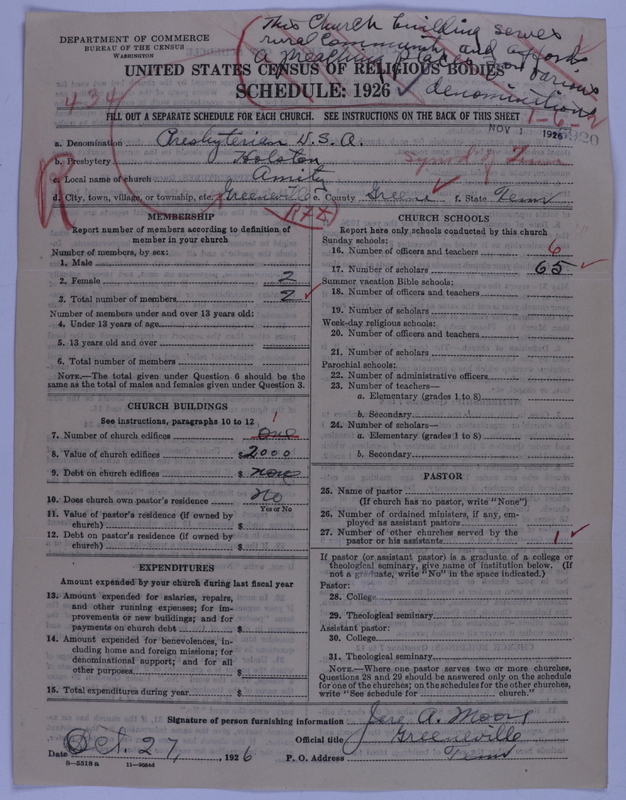 This Church building serves
rural community and affords
a meeting place for various
denominations
DEPARTMENT OF COMMERCE
BUREAU OF THE CENSUS
WASHINGTON
UNITED STATES CENSUS OF RELIGIOUS BODIES
SCHEDULE: 1926
434
FILL OUT A SEPARATE SCHEDULE FOR EACH CHURCH. SEE INSTRUCTIONS ON THE BACK OF THIS SHEET
1-6-
NOV 1 1926
a. Denomination Presbyterian U.S.A.
b. Presbytery Holston Synod of Tenn
c. Local name of church Amity
d. City, town, village, or township, etc. Greeneville e. County Greene f. State Tenn
R
MEMBERSHIP
Report number of members according to definition of
member in your church
Number of members, by sex:
1. Male
2. Female 2
3. Total number of members 2
Number of members under and over 13 years old:
4. Under 13 years of age
5. 13 years old and over
6. Total number of members
NOTE.—The total given under Question 6 should be the
same as the total of males and females given under Question 3.
CHURCH BUILDINGS
See instructions, paragraphs 10 to 12
7. Number of church edifices one 1
8. Value of church edifices $2000
9. Debt on church edifices $ none
10. Does church own pastor's residence no
Yes or No
11. Value of pastor's residence (if owned by
church) $
12. Debt on pastor's residence (if owned by
church) $
EXPENDITURES
Amount expended by your church during last fiscal year
13. Amount expended for salaries, repairs,
and other running expenses; for im-
provements or new buildings; and for
payments on church debt $
14. Amount expended for benevolences, in-
cluding home and foreign missions; for
denominational support; and for all
other purposes $
15. Total expenditures during year $
CHURCH SCHOOLS
Report here only schools conducted by this church
Sunday schools:
16. Number of officers and teachers 6
17. Number of scholars 65
Summer vacation Bible schools:
18. Number of officers and teachers
19. Number of scholars
Week-day religious schools:
20. Number of officers and teachers
21. Number of scholars
Parochial schools:
22. Number of administrative officers
23. Number of teachers—
a. Elementary (grades 1 to 8)
b. Secondary
24. Number of scholars—
a. Elementary (grades 1 to 8)
b. Secondary
PASTOR
25. Name of pastor
(If church has no pastor, write "None")
26. Number of ordained ministers, if any, em-
ployed as assistant pastors
27. Number of other churches served by the
pastor or his assistants 1
If pastor (or assistant pastor) is a graduate of a college or
theological seminary, give name of institution below. (If
not a graduate, write "No" in the space indicated.)
Pastor:
28. College
29. Theological seminary
Assistant pastor:
30. College
31. Theological seminary
NOTE.—Where one pastor serves two or more churches,
Questions 28 and 29 should be answered only on the schedule
for one of the churches; on the schedules for the other churches,
write "See schedule for church."
Signature of person furnishing information A. Moore
Official title Greeneville
Date Oct. 27, 1926 P. O. Address Tenn
8-5518a 11-9584d